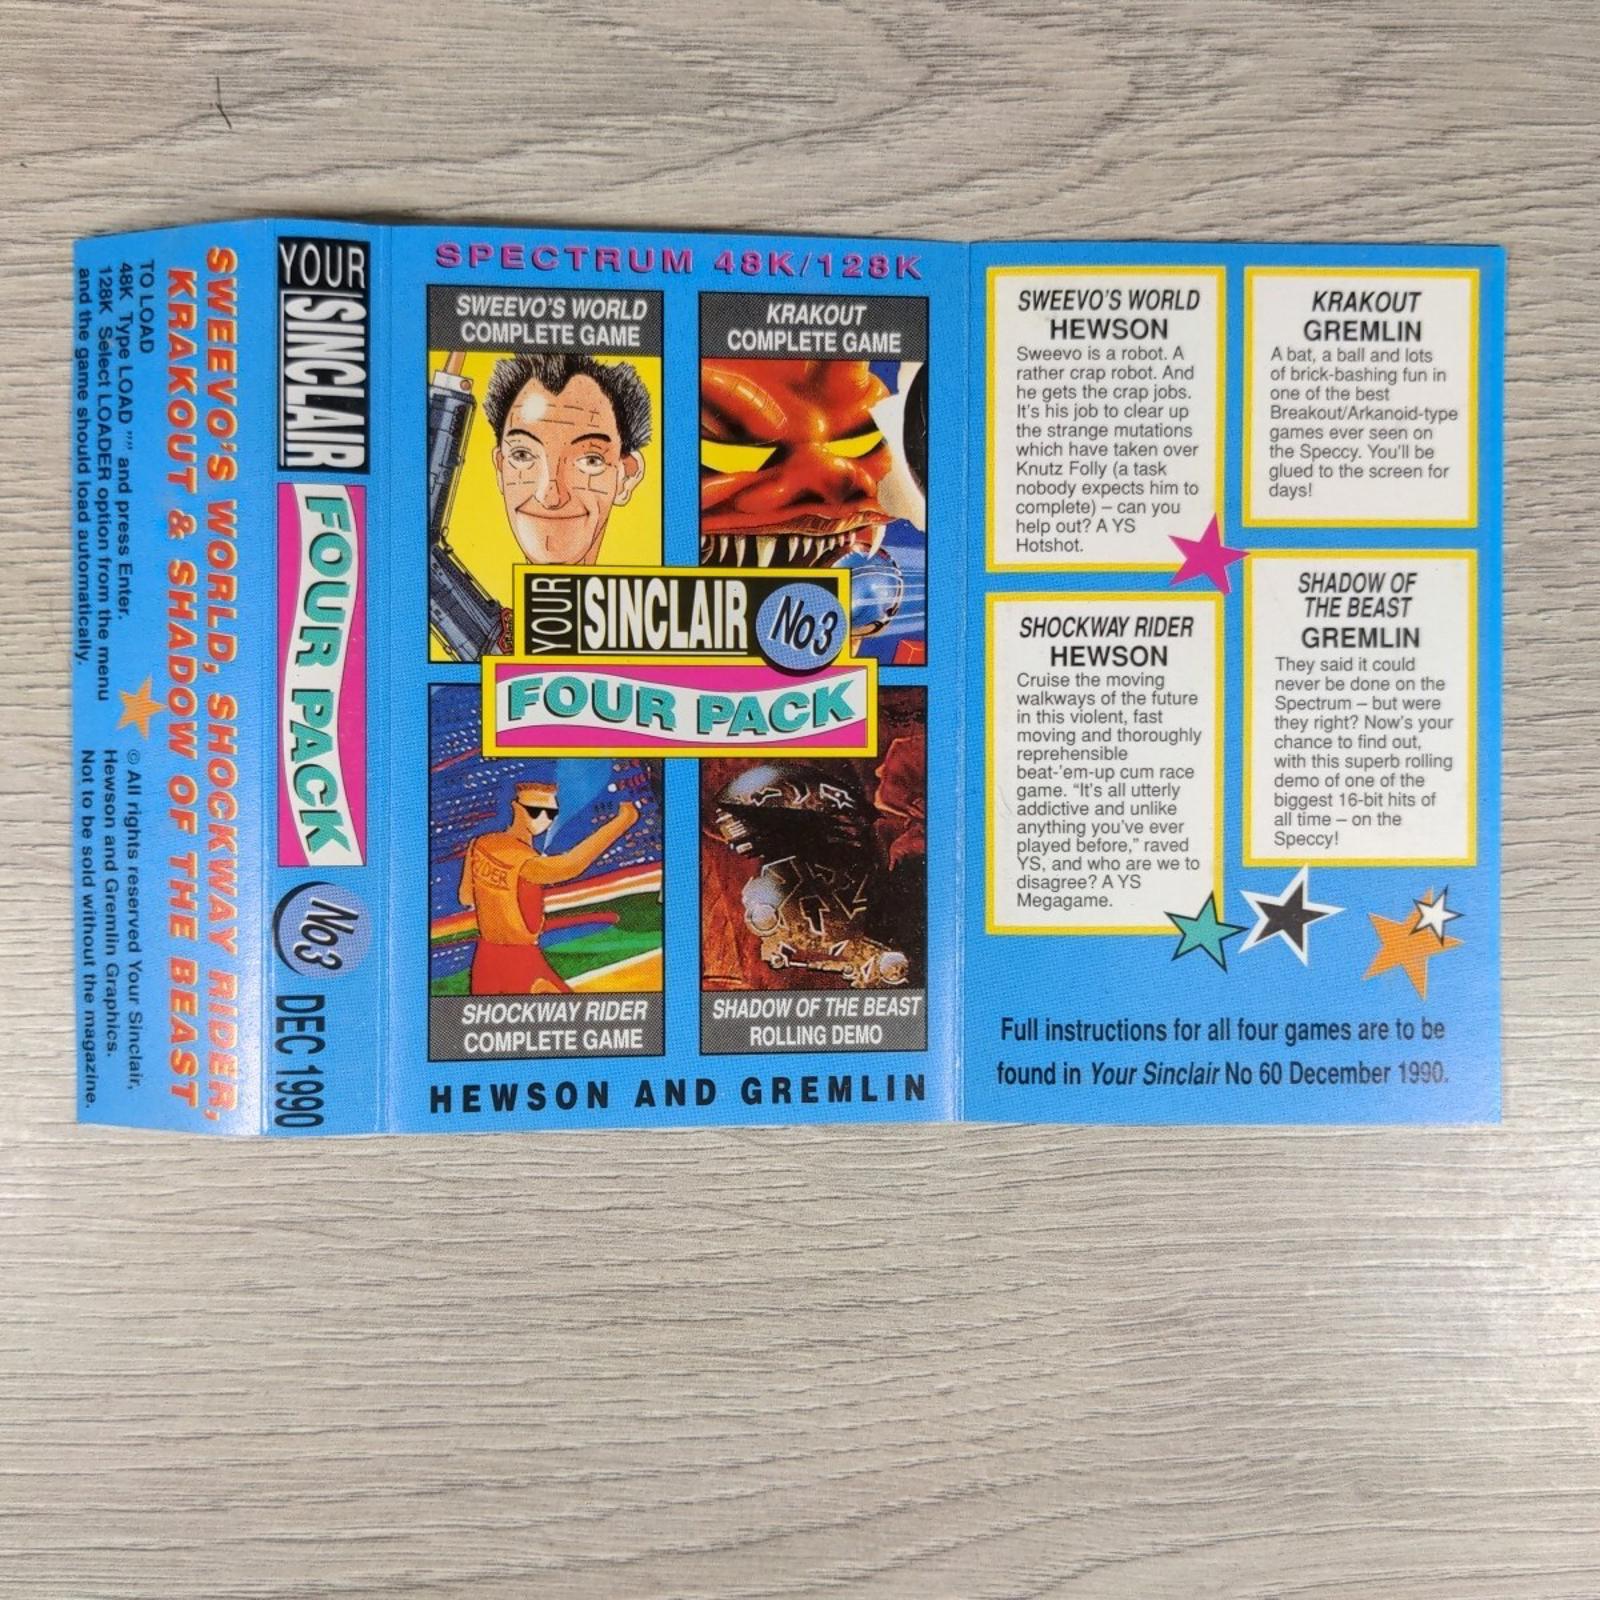 TO LOAD
48K Type LOAD "" and press Enter.
128K Select LOADER option from the menu
and the game should load automatically.
© All rights reserved Your Sinclair,
Hewson and Gremlin Graphics.
Not to be sold without the magazine.
SWEEVO'S WORLD, SHOCKWAY RIDER,
KRAKOUT & SHADOW OF THE BEAST
YOUR
SINCLAIR
FOUR PACK
No3
DEC 1990
SPECTRUM 48K/128K
SWEEVO'S WORLD
COMPLETE GAME
KRAKOUT
COMPLETE GAME
YOUR
SINCLAIR
No3
FOUR PACK
RYDER
SHOCKWAY RIDER
COMPLETE GAME
SHADOW OF THE BEAST
ROLLING DEMO
HEWSON AND GREMLIN
SWEEVO'S WORLD
HEWSON
Sweevo is a robot. A
rather crap robot. And
he gets the crap jobs.
It's his job to clear up
the strange mutations
which have taken over
Knutz Folly (a task
nobody expects him to
complete) – can you
help out? A YS
Hotshot.
SHOCKWAY RIDER
HEWSON
Cruise the moving
walkways of the future
in this violent, fast
moving and thoroughly
reprehensible
beat-'em-up cum race
game. "It's all utterly
addictive and unlike
anything you've ever
played before," raved
YS, and who are we to
disagree? A YS
Megagame.
KRAKOUT
GREMLIN
A bat, a ball and lots
of brick-bashing fun in
one of the best
Breakout/Arkanoid-type
games ever seen on
the Speccy. You'll be
glued to the screen for
days!
SHADOW OF
THE BEAST
GREMLIN
They said it could
never be done on the
Spectrum – but were
they right? Now's your
chance to find out,
with this superb rolling
demo of one of the
biggest 16-bit hits of
all time – on the
Speccy!
Full instructions for all four games are to be
found in Your Sinclair No 60 December 1990.